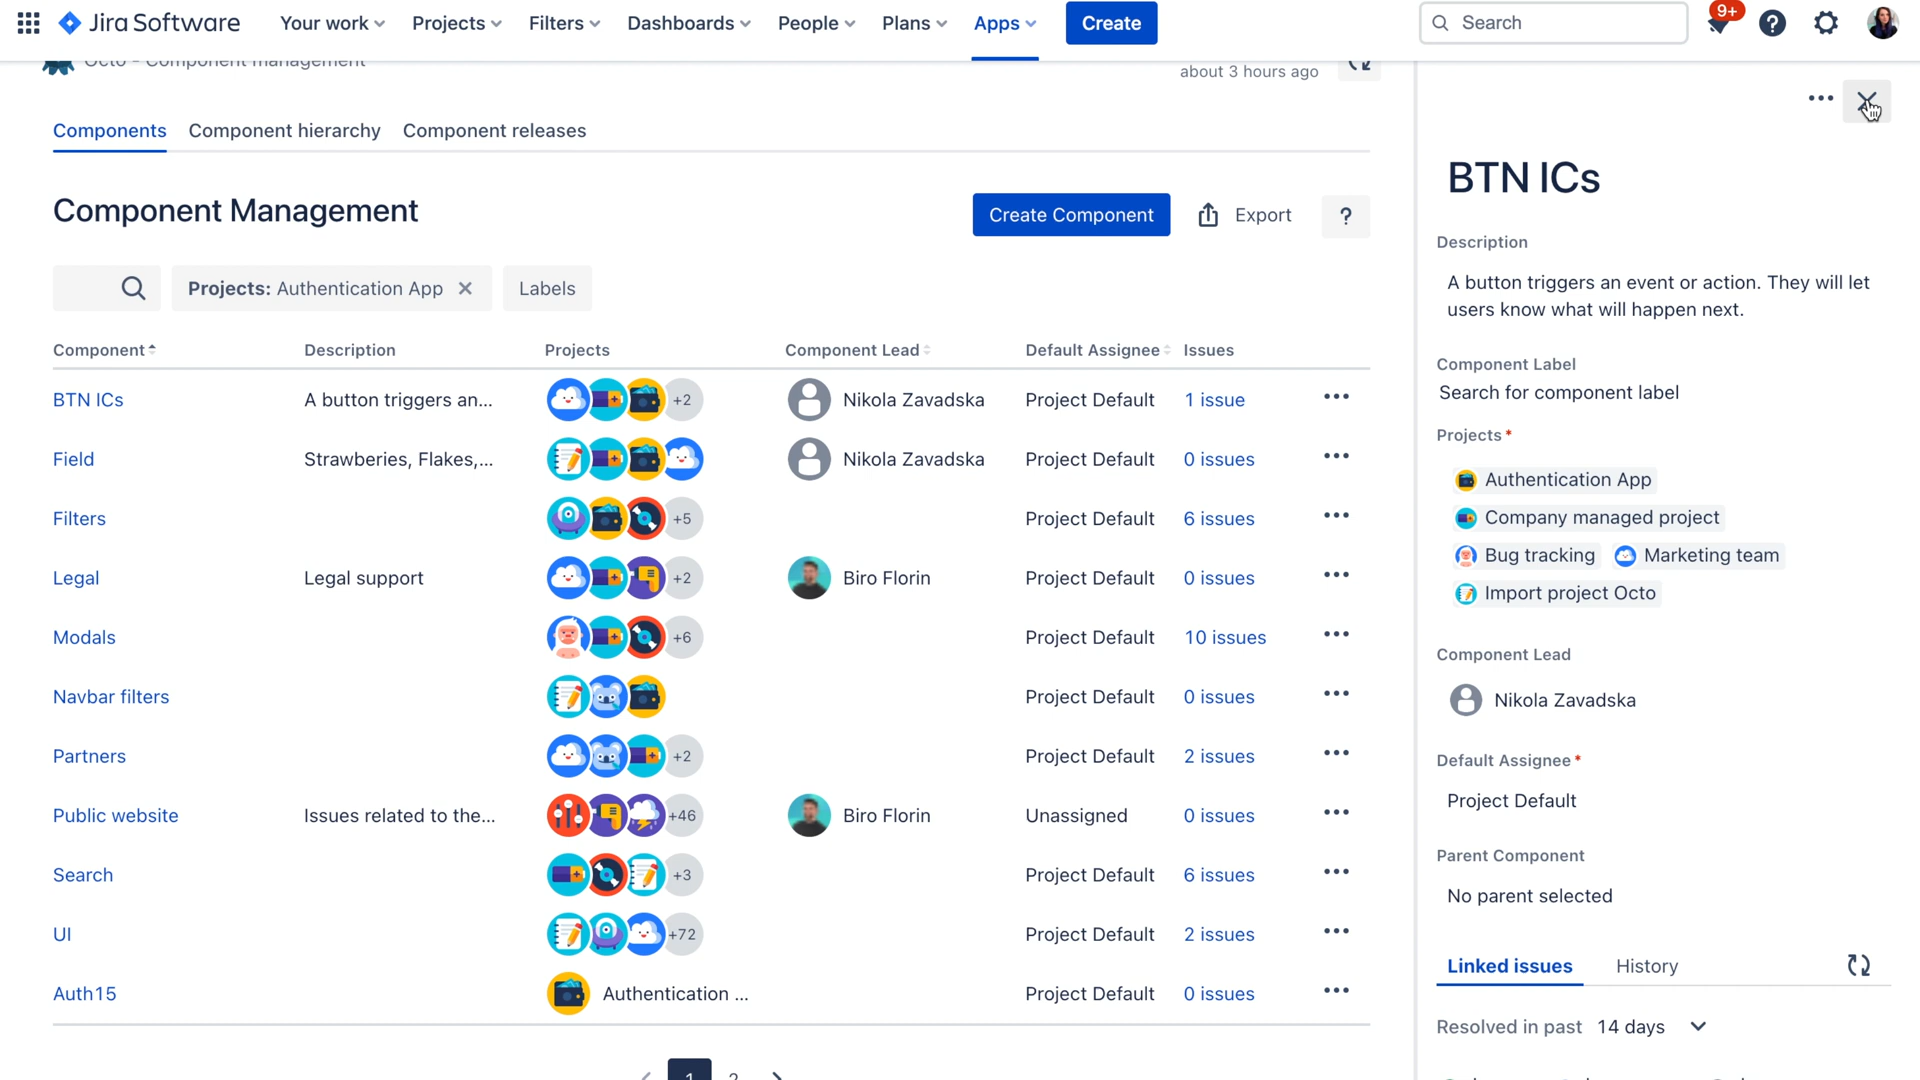 Jira Software Your work Projects Filters Dashboards People Plans Apps Create Search 9+
Octo - Component management
about 3 hours ago
Components Component hierarchy Component releases
Component Management
Create Component Export ?
Projects: Authentication App Labels
Component Description Projects Component Lead Default Assignee Issues
BTN ICs A button triggers an... +2 Nikola Zavadska Project Default 1 issue
Field Strawberies, Flakes,... Nikola Zavadska Project Default 0 issues
Filters +5 Project Default 6 issues
Legal Legal support +2 Biro Florin Project Default 0 issues
Modals +6 Project Default 10 issues
Navbar filters Project Default 0 issues
Partners +2 Project Default 2 issues
Public website Issues related to the... +46 Biro Florin Unassigned 0 issues
Search +3 Project Default 6 issues
UI +72 Project Default 2 issues
Auth15 Authentication ... Project Default 0 issues
1 2
BTN ICs
Description
A button triggers an event or action. They will let
users know what will happen next.
Component Label
Search for component label
Projects*
Authentication App
Company managed project
Bug tracking Marketing team
Import project Octo
Component Lead
Nikola Zavadska
Default Assignee*
Project Default
Parent Component
No parent selected
Linked issues History
Resolved in past 14 days